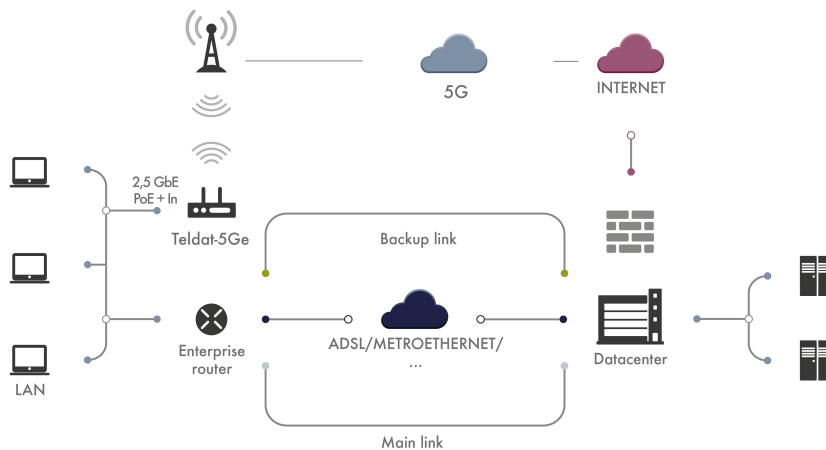 5G
INTERNET
2,5 GbE
PoE + In
Teldat-5Ge
Backup link
Enterprise
router
ADSL/METROETHERNET/
...
Datacenter
LAN
Main link